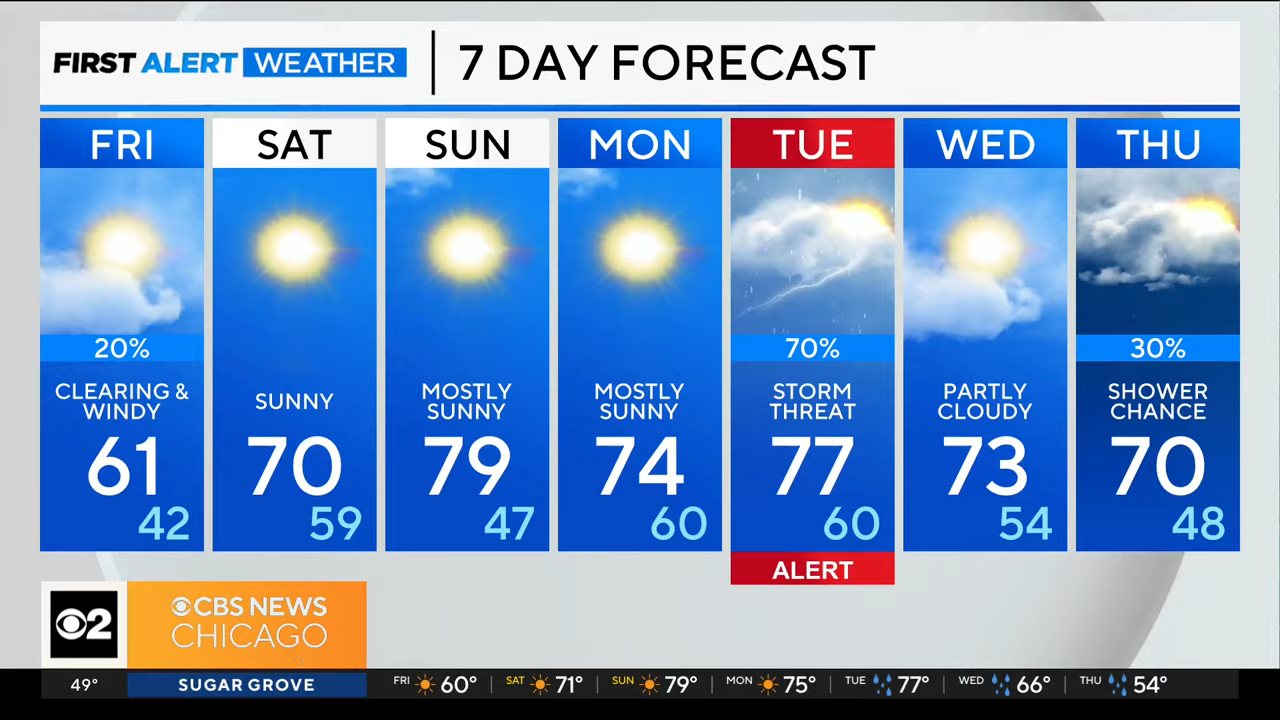 FIRST ALERT WEATHER
7 DAY FORECAST
FRI
20%
CLEARING &
WINDY
61
42
SAT
SUNNY
70
59
SUN
MOSTLY
SUNNY
79
47
MON
MOSTLY
SUNNY
74
60
TUE
70%
STORM
THREAT
77
60
ALERT
WED
PARTLY
CLOUDY
73
54
THU
30%
SHOWER
CHANCE
70
48
2
CBS NEWS
CHICAGO
49° SUGAR GROVE FRI 60° SAT 71° SUN 79° MON 75° TUE 77° WED 66° THU 54°